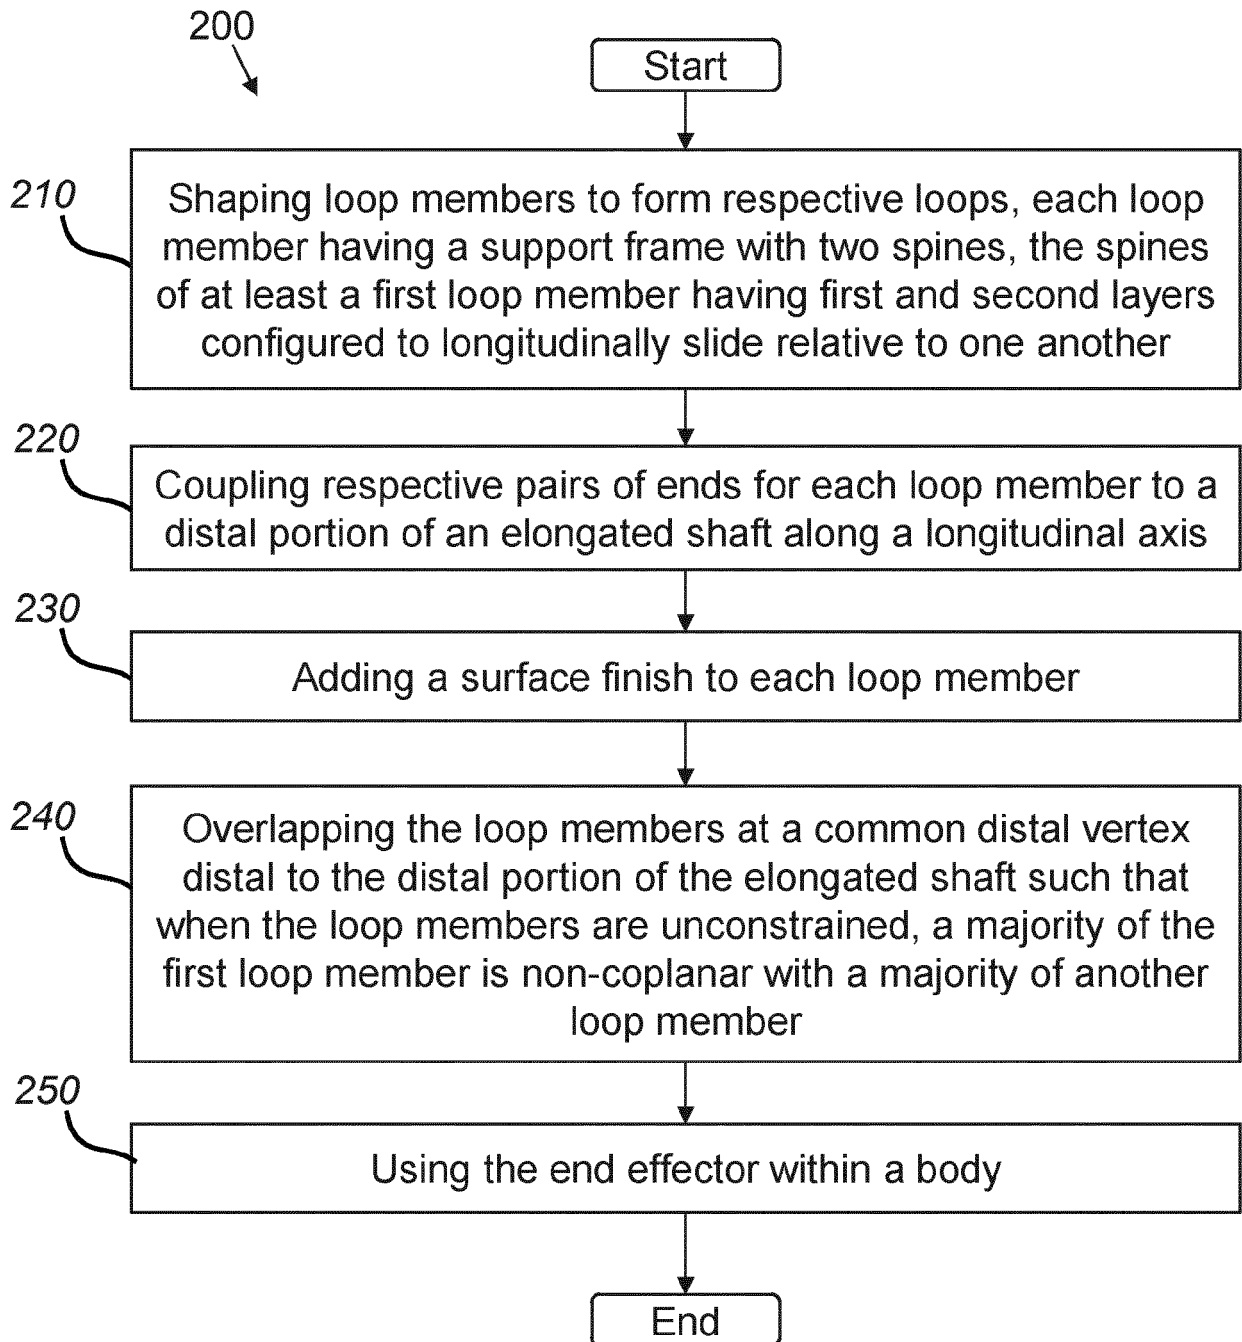 200
Start
210
Shaping loop members to form respective loops, each loop
member having a support frame with two spines, the spines
of at least a first loop member having first and second layers
configured to longitudinally slide relative to one another
220
Coupling respective pairs of ends for each loop member to a
distal portion of an elongated shaft along a longitudinal axis
230
Adding a surface finish to each loop member
240
Overlapping the loop members at a common distal vertex
distal to the distal portion of the elongated shaft such that
when the loop members are unconstrained, a majority of the
first loop member is non-coplanar with a majority of another
loop member
250
Using the end effector within a body
End